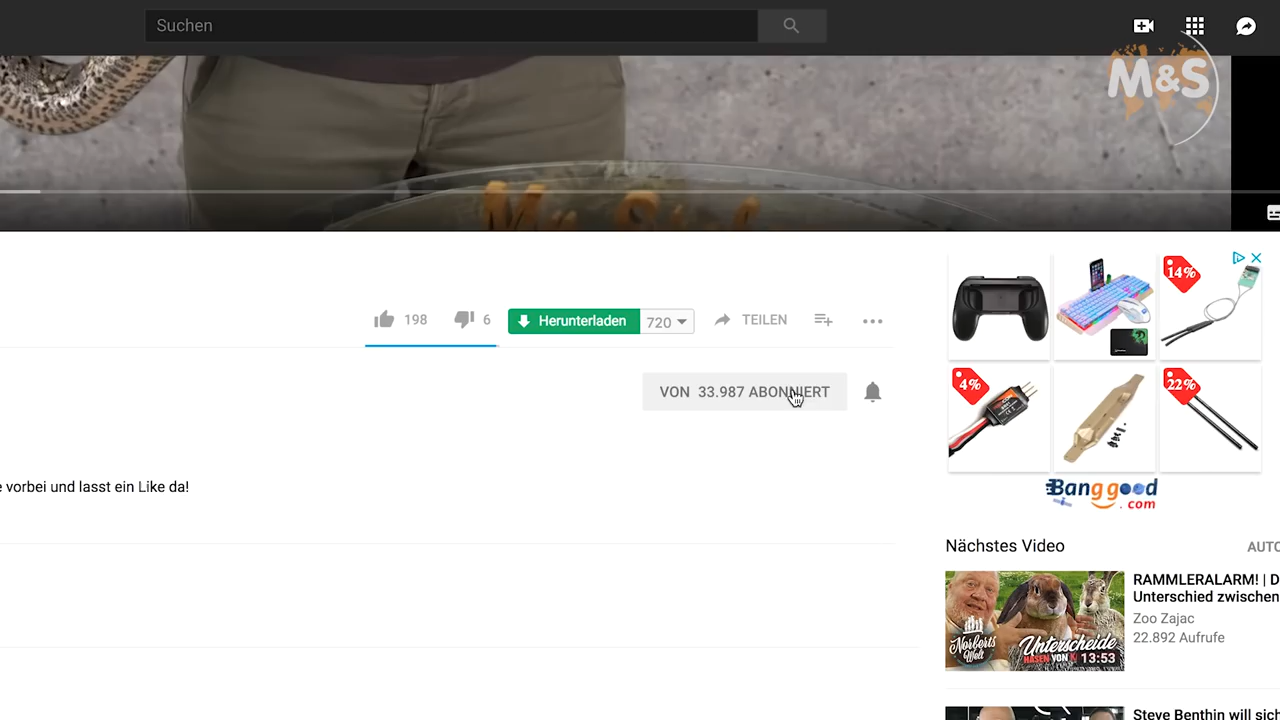 Suchen
M&S
198
6
Herunterladen
720
TEILEN
14%
VON 33.987 ABONNIERT
4%
22%
e vorbei und lasst ein Like da!
Banggood
.com
Nächstes Video
AUTO
RAMMLERALARM! | D
Unterschied zwischen
Zoo Zajac
22.892 Aufrufe
Norberts
Welt
Unterscheide
HASEN VON K
13:53
Steve Benthin will sich